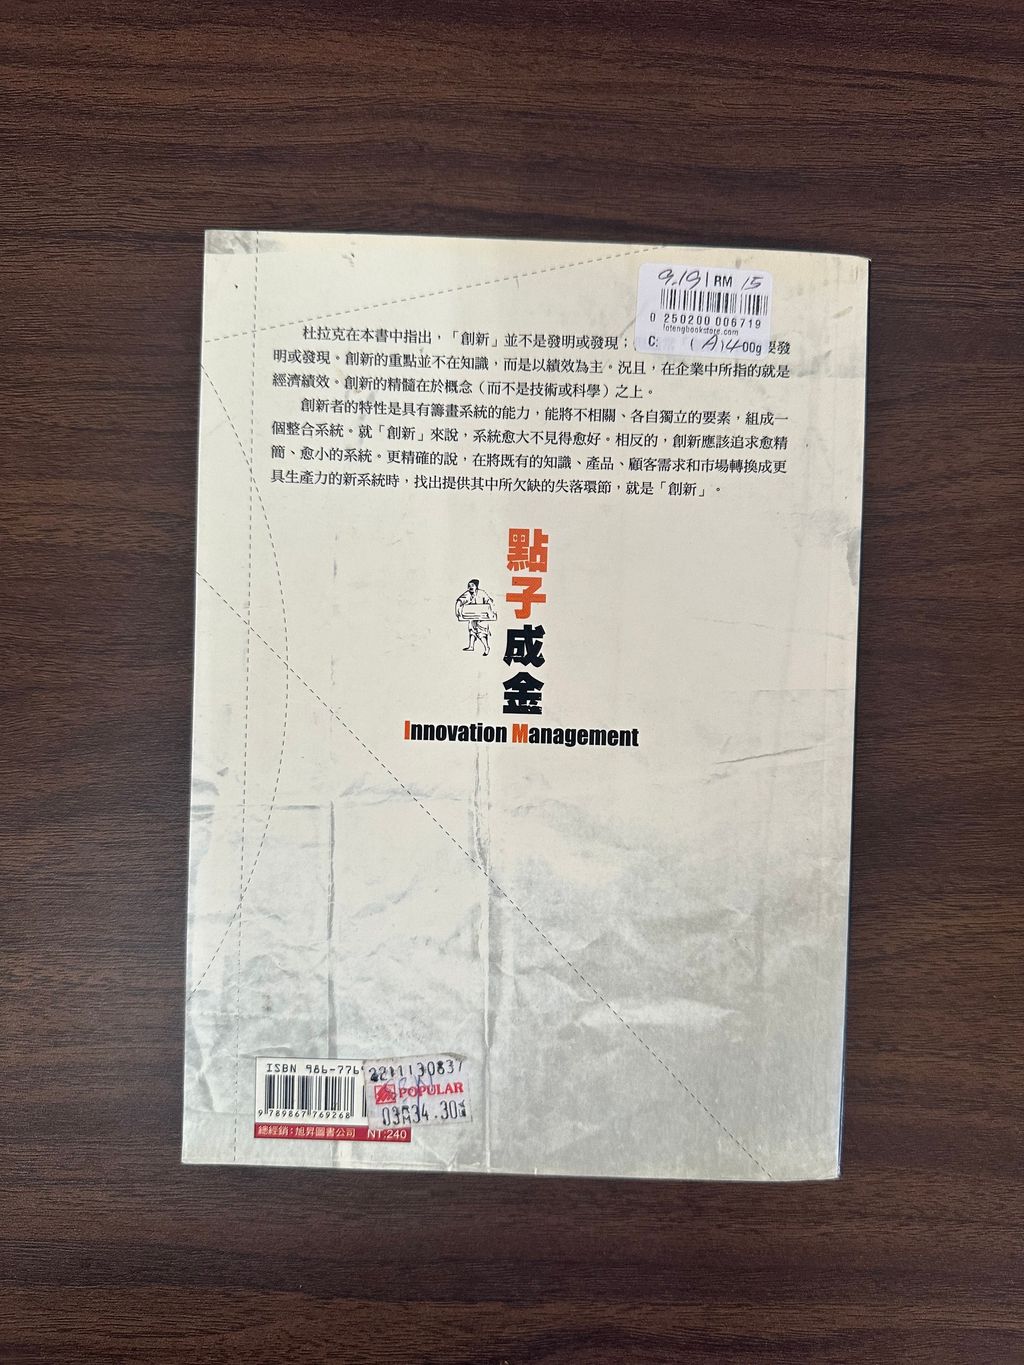 9.19 RM 15
0 250200 006719
lotengbookstore.com
C: (A)400g
杜拉克在本書中指出，「創新」並不是發明或發現；
要發
明或發現。創新的重點並不在知識，而是以績效為主。況且，在企業中所指的就是
經濟績效。創新的精髓在於概念（而不是技術或科學）之上。
創新者的特性是具有籌畫系統的能力，能將不相關、各自獨立的要素，組成一
個整合系統。就「創新」來說，系統愈大不見得愈好。相反的，創新應該追求愈精
簡、愈小的系統。更精確的說，在將既有的知識、產品、顧客需求和市場轉換成更
具生產力的新系統時，找出提供其中所欠缺的失落環節，就是「創新」。
點子成金
Innovation Management
ISBN 986-776
2211130837
POPULAR
03A34.30
9 789867 769268
總經銷：旭昇圖書公司 NT:240